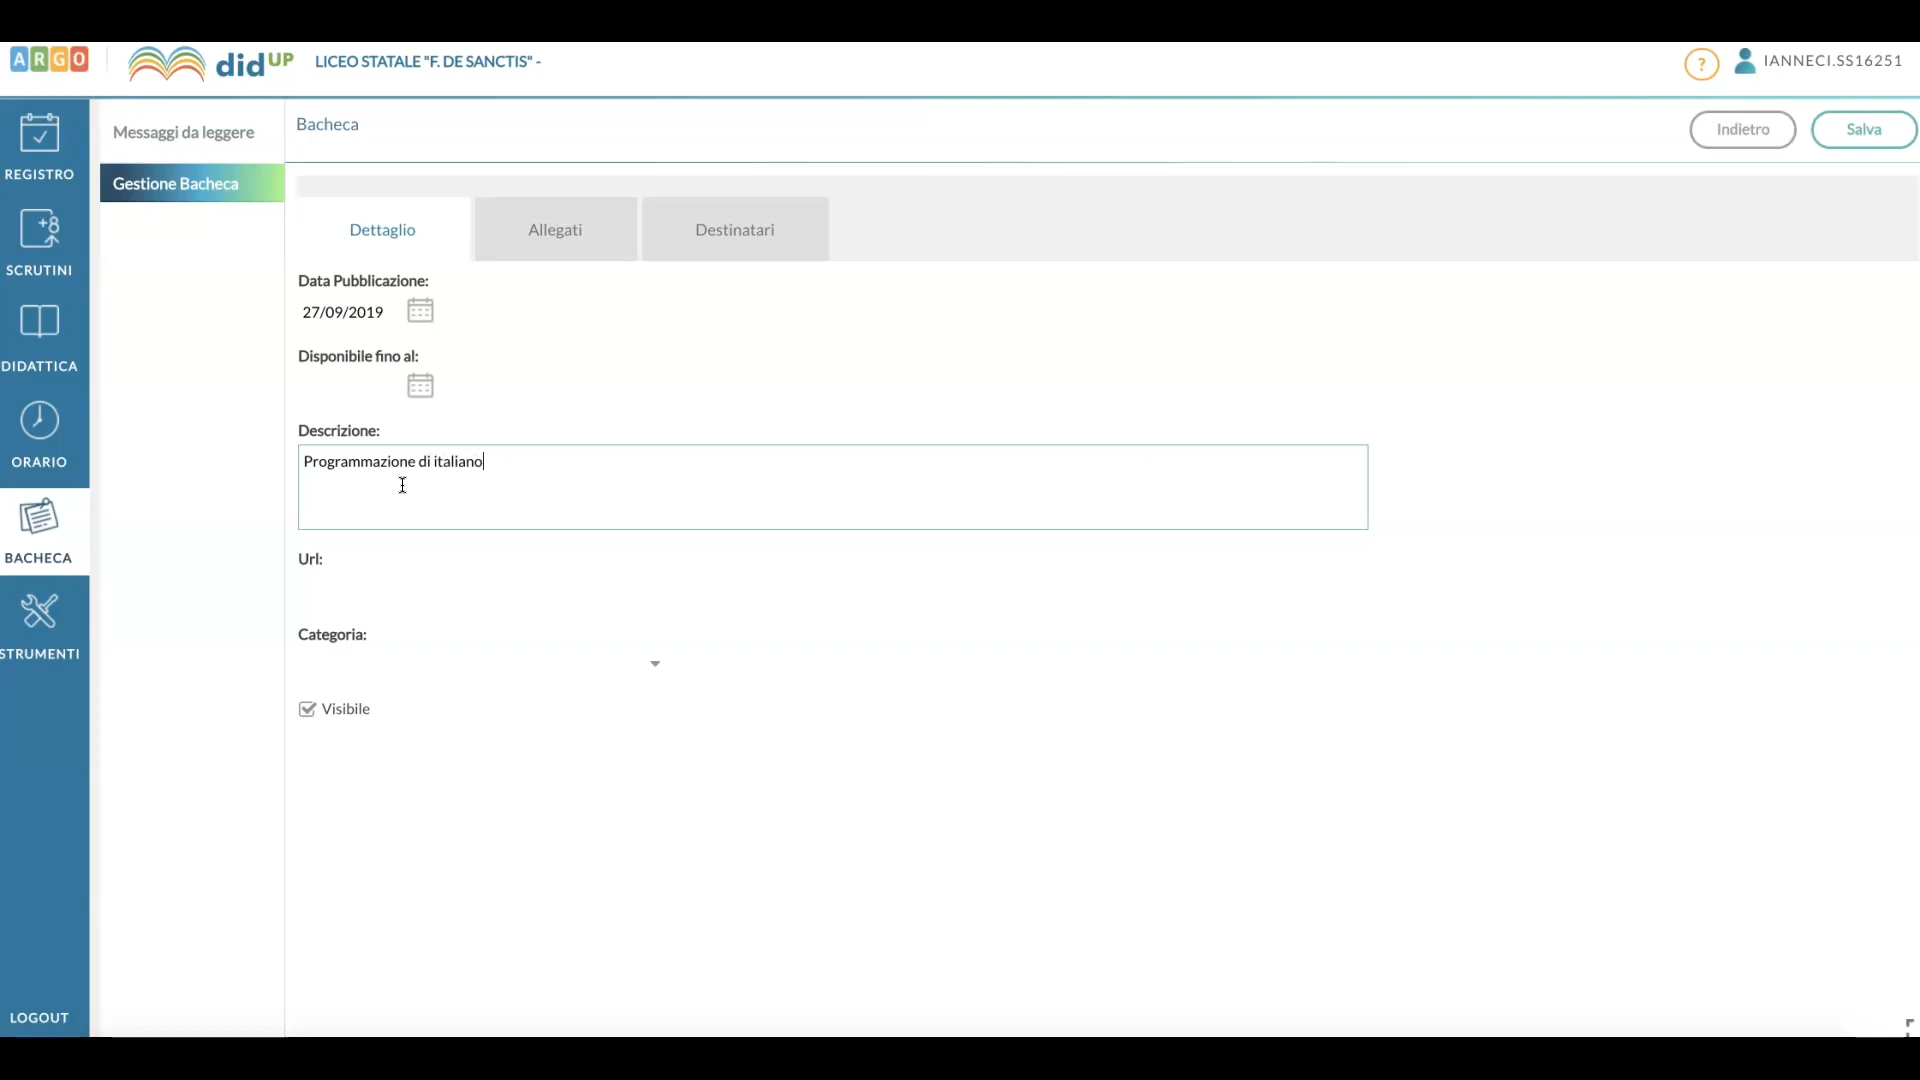 ARGO
didUP
LICEO STATALE "F. DE SANCTIS" -
?
IANNECI.SS16251
REGISTRO
+8
SCRUTINI
DIDATTICA
ORARIO
BACHECA
STRUMENTI
LOGOUT
Messaggi da leggere
Gestione Bacheca
Bacheca
Indietro
Salva
Dettaglio
Allegati
Destinatari
Data Pubblicazione:
27/09/2019
Disponibile fino al:
Descrizione:
Programmazione di italiano
Url:
Categoria:
Visibile